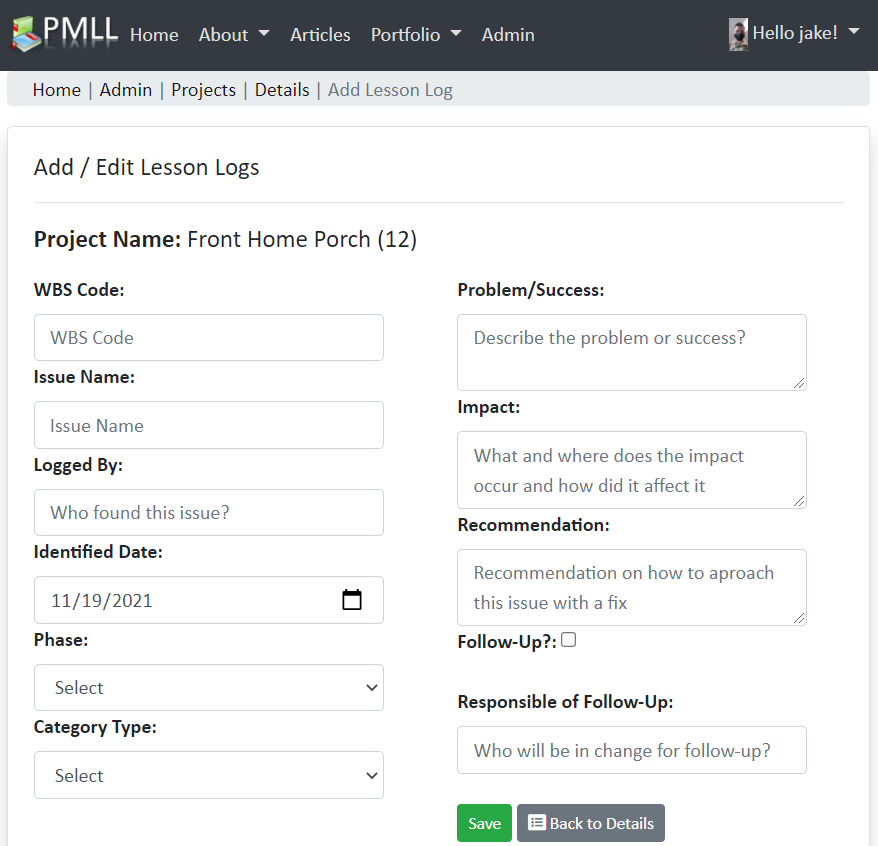 PMLL Home About Articles Portfolio Admin Hello jake!
Home | Admin | Projects | Details | Add Lesson Log
Add / Edit Lesson Logs
Project Name: Front Home Porch (12)
WBS Code:
WBS Code
Issue Name:
Issue Name
Logged By:
Who found this issue?
Identified Date:
11/19/2021
Phase:
Select
Category Type:
Select
Problem/Success:
Describe the problem or success?
Impact:
What and where does the impact
occur and how did it affect it
Recommendation:
Recommendation on how to aproach
this issue with a fix
Follow-Up?:
Responsible of Follow-Up:
Who will be in change for follow-up?
Save Back to Details